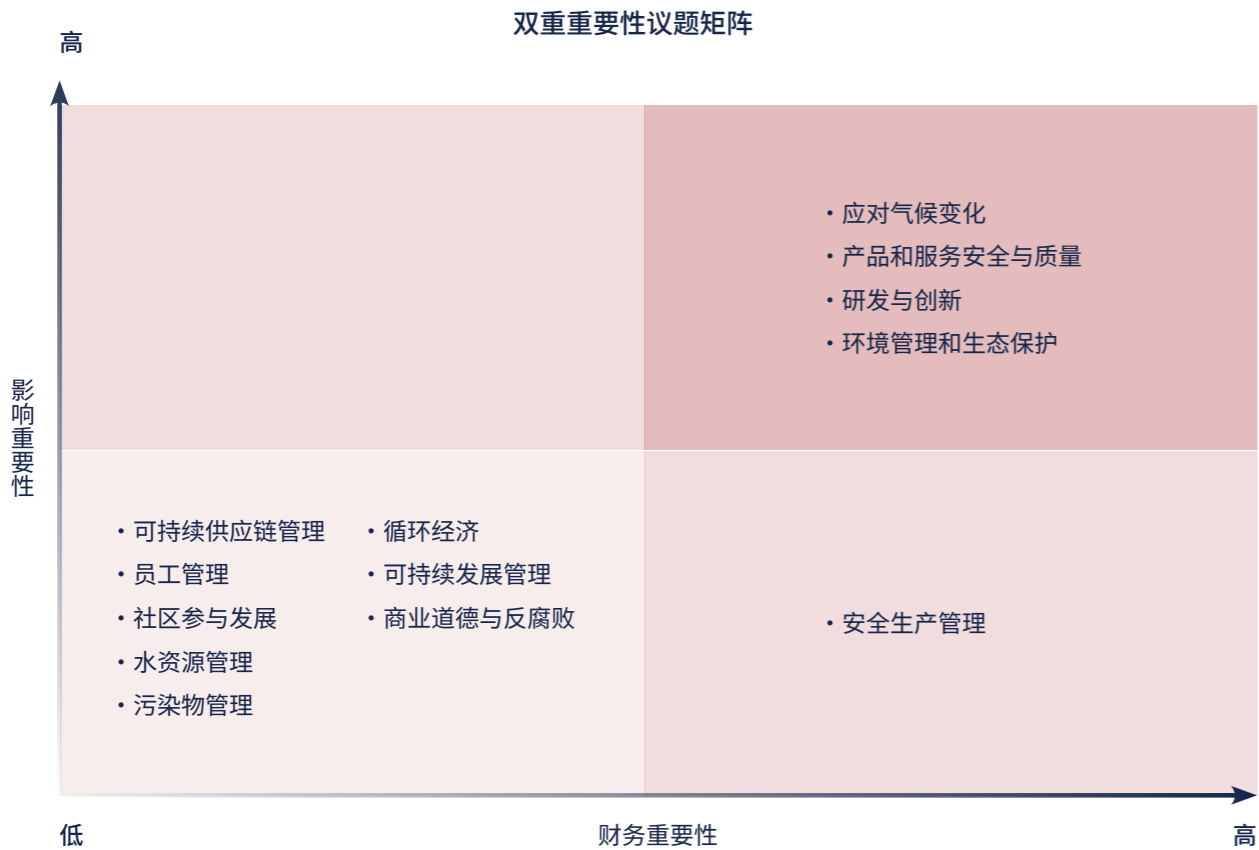 双重重要性议题矩阵
高
影响重要性
・应对气候变化
・产品和服务安全与质量
・研发与创新
・环境管理和生态保护
・可持续供应链管理
・员工管理
・社区参与发展
・水资源管理
・污染物管理
・循环经济
・可持续发展管理
・商业道德与反腐败
・安全生产管理
低
财务重要性
高